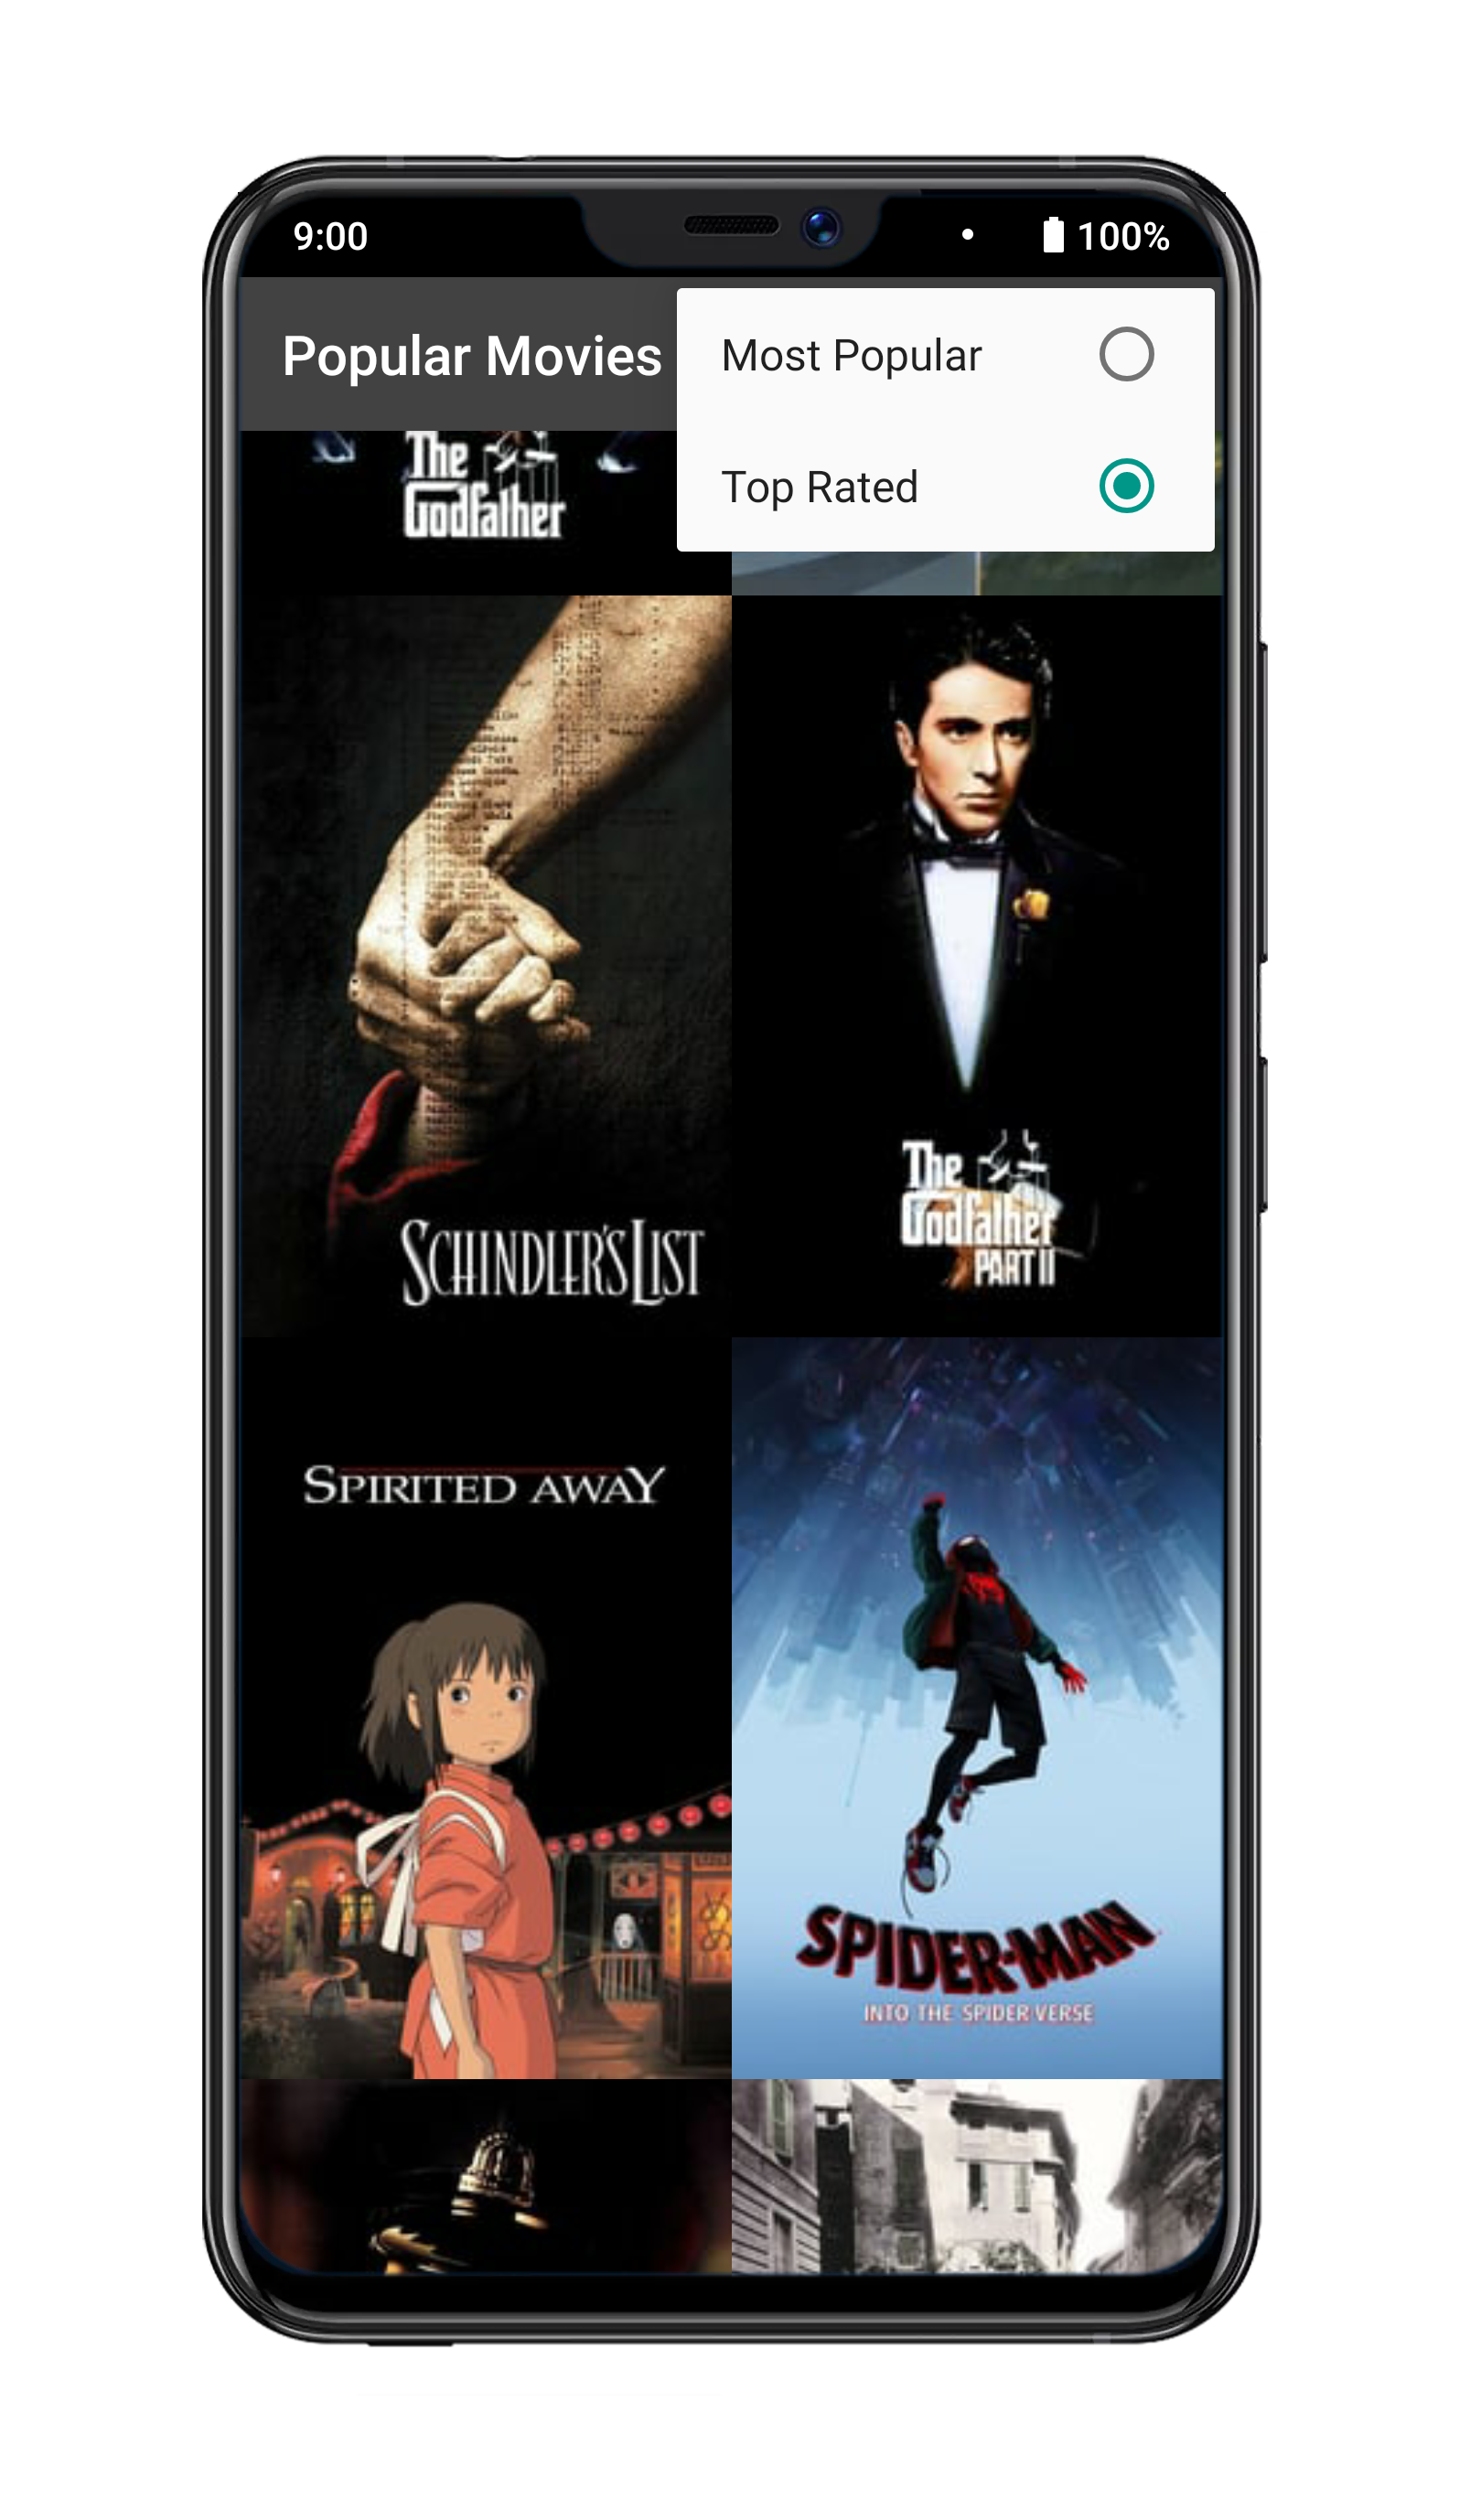 9:00
100%
Popular Movies
Most Popular
Top Rated
The
Godfather
SCHINDLER'S LIST
The
Godfather
PART II
SPIRITED AWAY
SPIDER-MAN
INTO THE SPIDER-VERSE